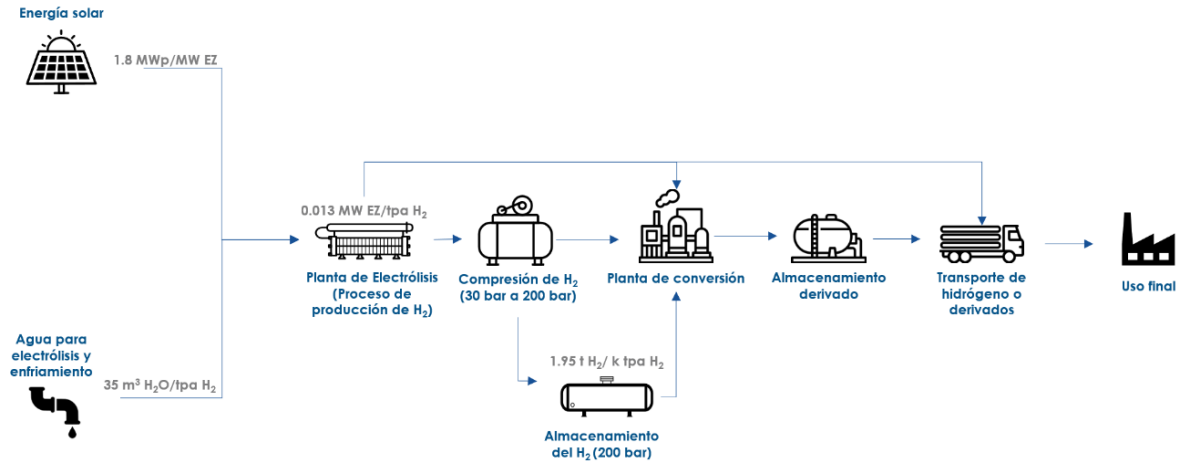 Energía solar
1.8 MWp/MW EZ
0.013 MW EZ/tpa H₂
Planta de Electrólisis
(Proceso de
producción de H₂)
Compresión de H₂
(30 bar a 200 bar)
Planta de conversión
Almacenamiento
derivado
Transporte de
hidrógeno o
derivados
Uso final
Agua para
electrólisis y
enfriamiento
35 m³ H₂O/tpa H₂
1.95 t H₂/ k tpa H₂
Almacenamiento
del H₂ (200 bar)